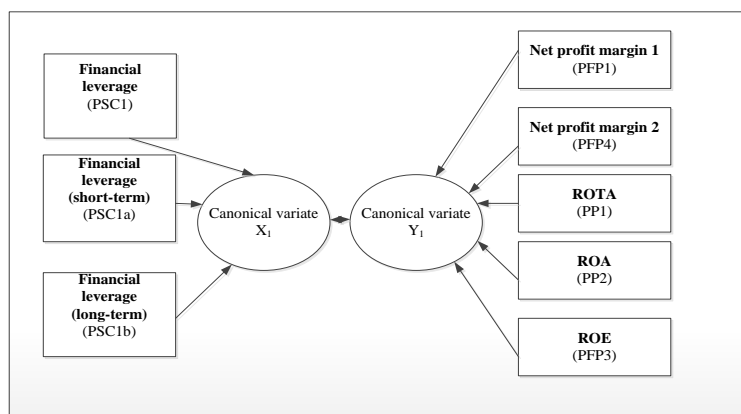 Financial
leverage
(PSC1)
Financial
leverage
(short-term)
(PSC1a)
Financial
leverage
(long-term)
(PSC1b)
Canonical variate
X₁
Canonical variate
Y₁
Net profit margin 1
(PFP1)
Net profit margin 2
(PFP4)
ROTA
(PP1)
ROA
(PP2)
ROE
(PFP3)